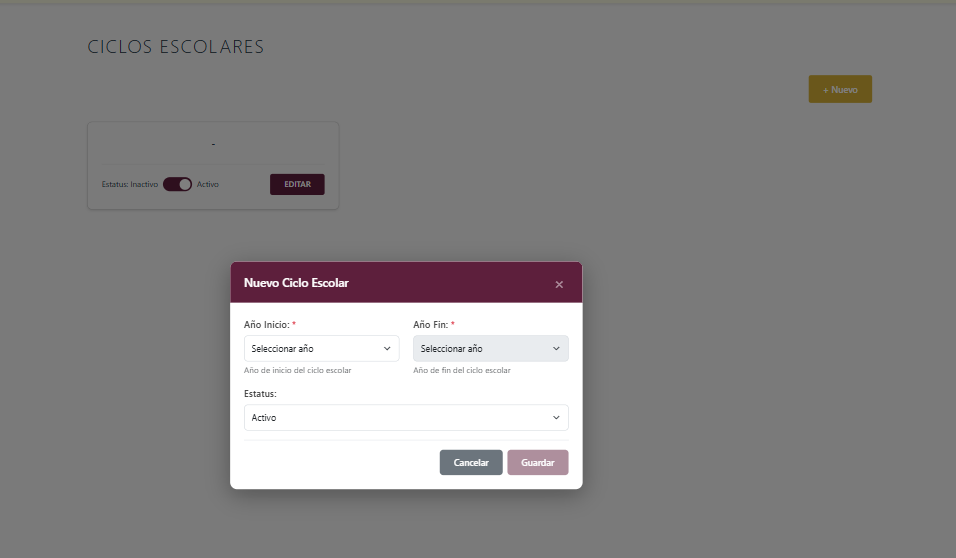 CICLOS ESCOLARES
+ Nuevo
-
Estatus: Inactivo Activo EDITAR
Nuevo Ciclo Escolar ×
Año Inicio: * Año Fin: *
Seleccionar año Seleccionar año
Año de inicio del ciclo escolar Año de fin del ciclo escolar
Estatus:
Activo
Cancelar Guardar